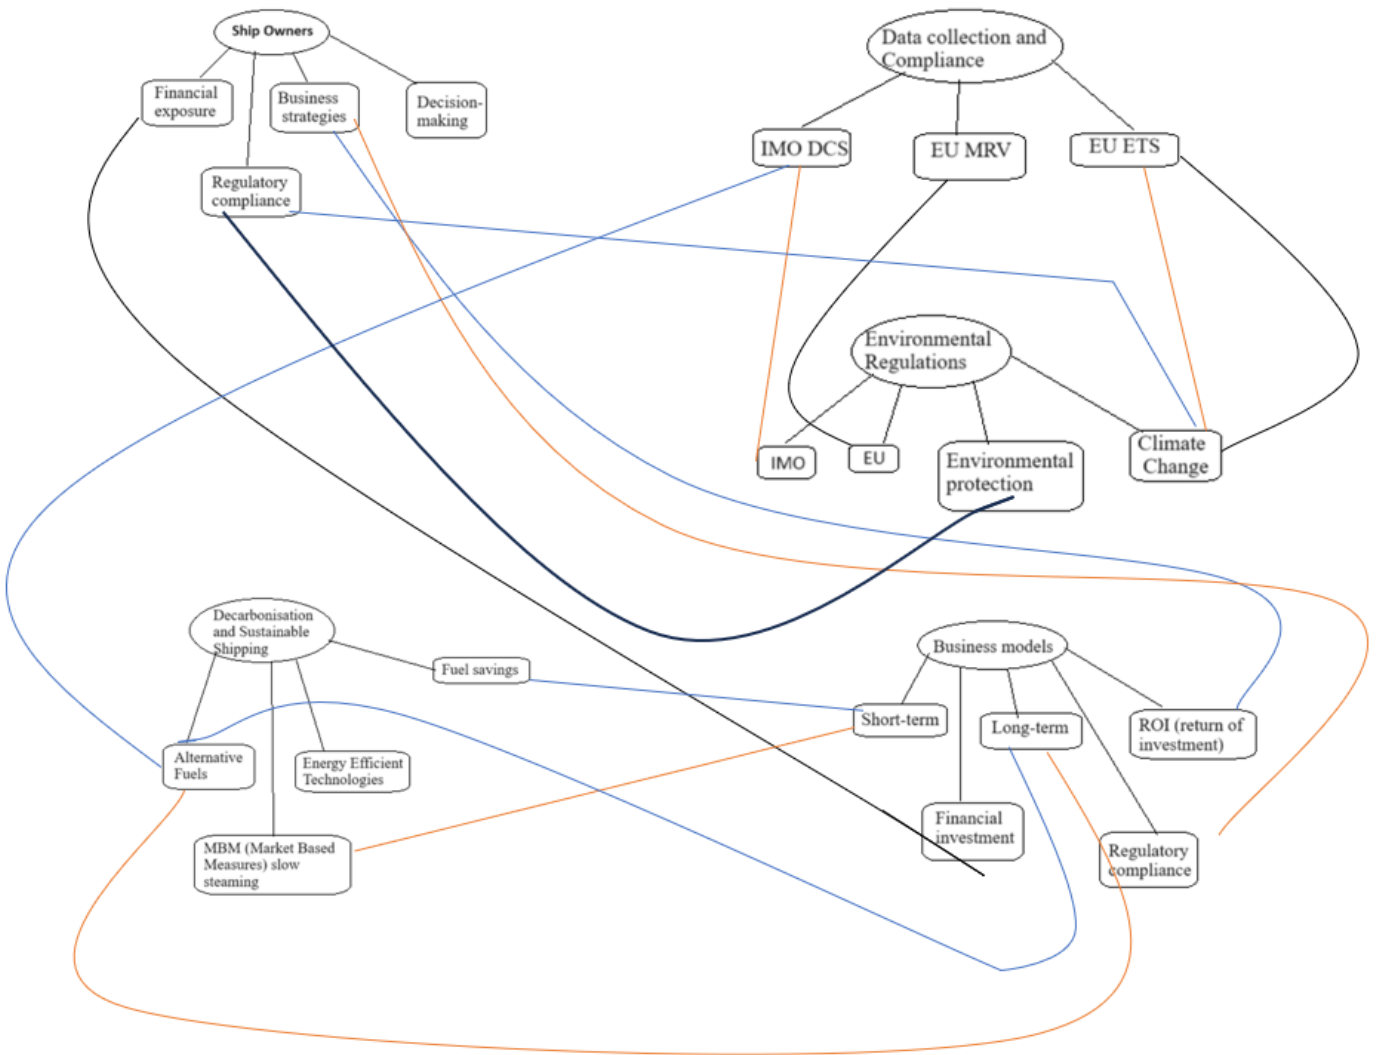 Ship Owners
Financial
exposure
Business
strategies
Decision-
making
Regulatory
compliance
Data collection and
Compliance
IMO DCS
EU MRV
EU ETS
Environmental
Regulations
IMO
EU
Environmental
protection
Climate
Change
Decarbonisation
and Sustainable
Shipping
Fuel savings
Alternative
Fuels
Energy Efficient
Technologies
MBM (Market Based
Measures) slow
steaming
Business models
Short-term
Long-term
ROI (return of
investment)
Financial
investment
Regulatory
compliance